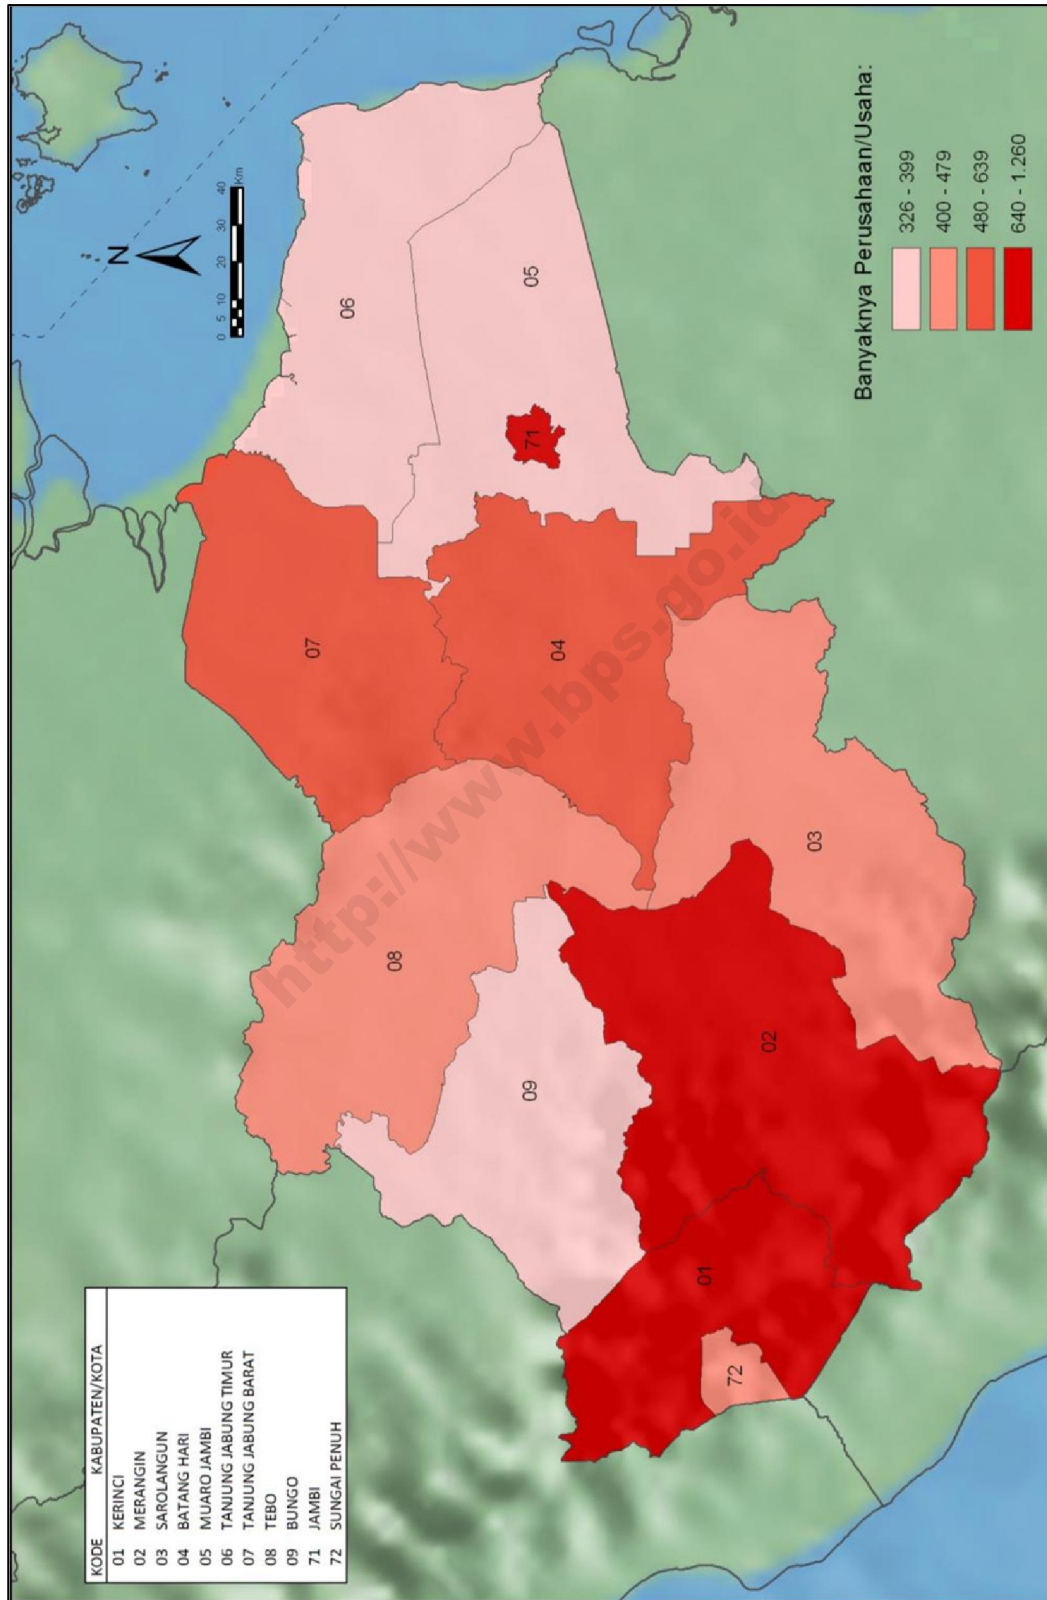 KODE KABUPATEN/KOTA
01 KERINCI
02 MERANGIN
03 SAROLANGUN
04 BATANG HARI
05 MUARO JAMBI
06 TANJUNG JABUNG TIMUR
07 TANJUNG JABUNG BARAT
08 TEBO
09 BUNGO
71 JAMBI
72 SUNGAI PENUH
N
0 5 10 20 30 40
Km
06
07
05
71
04
08
09
03
02
01
72
http://www.bps.go.id
Banyaknya Perusahaan/Usaha:
326 - 399
400 - 479
480 - 639
640 - 1.260